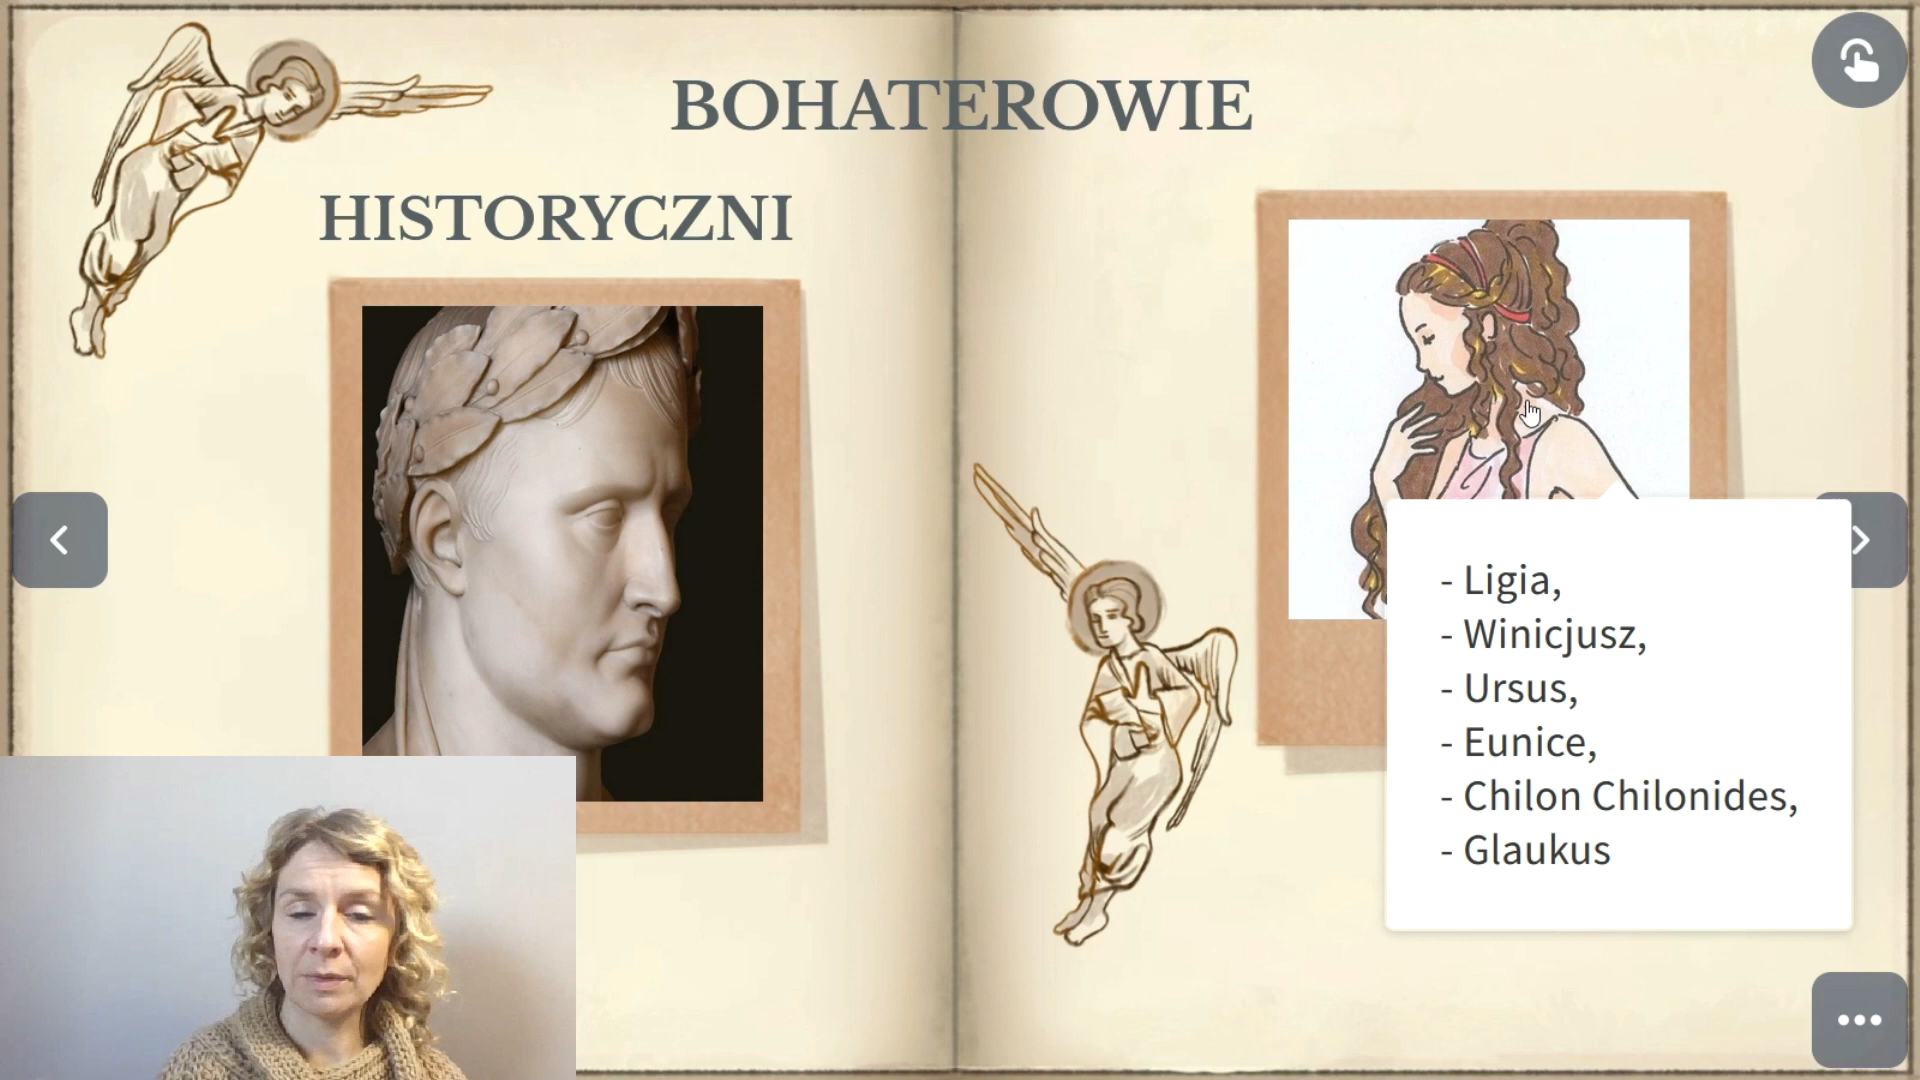 BOHATEROWIE
HISTORYCZNI
- Ligia,
- Winicjusz,
- Ursus,
- Eunice,
- Chilon Chilonides,
- Glaukus